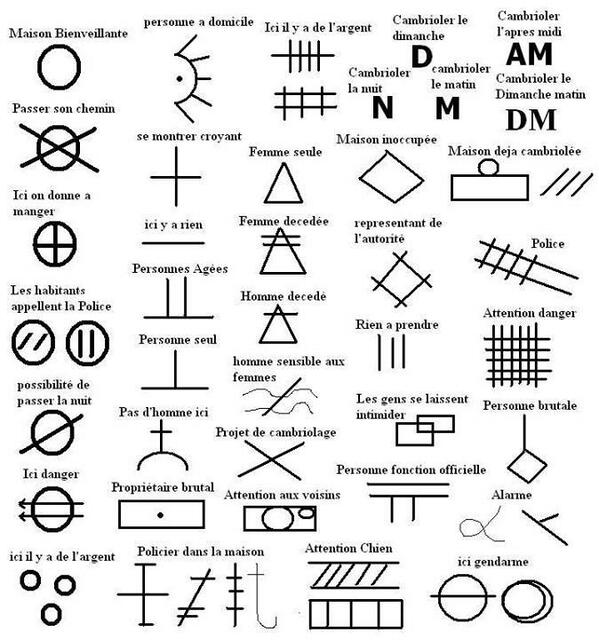 Maison Bienveillante
personne a domicile
Ici il y a de l'argent
Cambrioler le
dimanche
D
Cambrioler
l'apres midi
AM
Cambrioler
la nuit
N
cambrioler
le matin
M
Cambrioler le
Dimanche matin
DM
Passer son chemin
se montrer croyant
Femme seule
Maison inoccupée
Maison deja cambriolée
Ici on donne a
manger
ici y a rien
Femme decedée
representant de
l'autorité
Police
Les habitants
appellent la Police
Personnes Agées
Homme decedé
Rien a prendre
Attention danger
Personne seul
homme sensible aux
femmes
possibilité de
passer la nuit
Pas d'homme ici
Projet de cambriolage
Les gens se laissent
intimider
Personne brutale
Ici danger
Propriétaire brutal
Attention aux voisins
Personne fonction officielle
Alarme
ici il y a de l'argent
Policier dans la maison
Attention Chien
ici gendarme